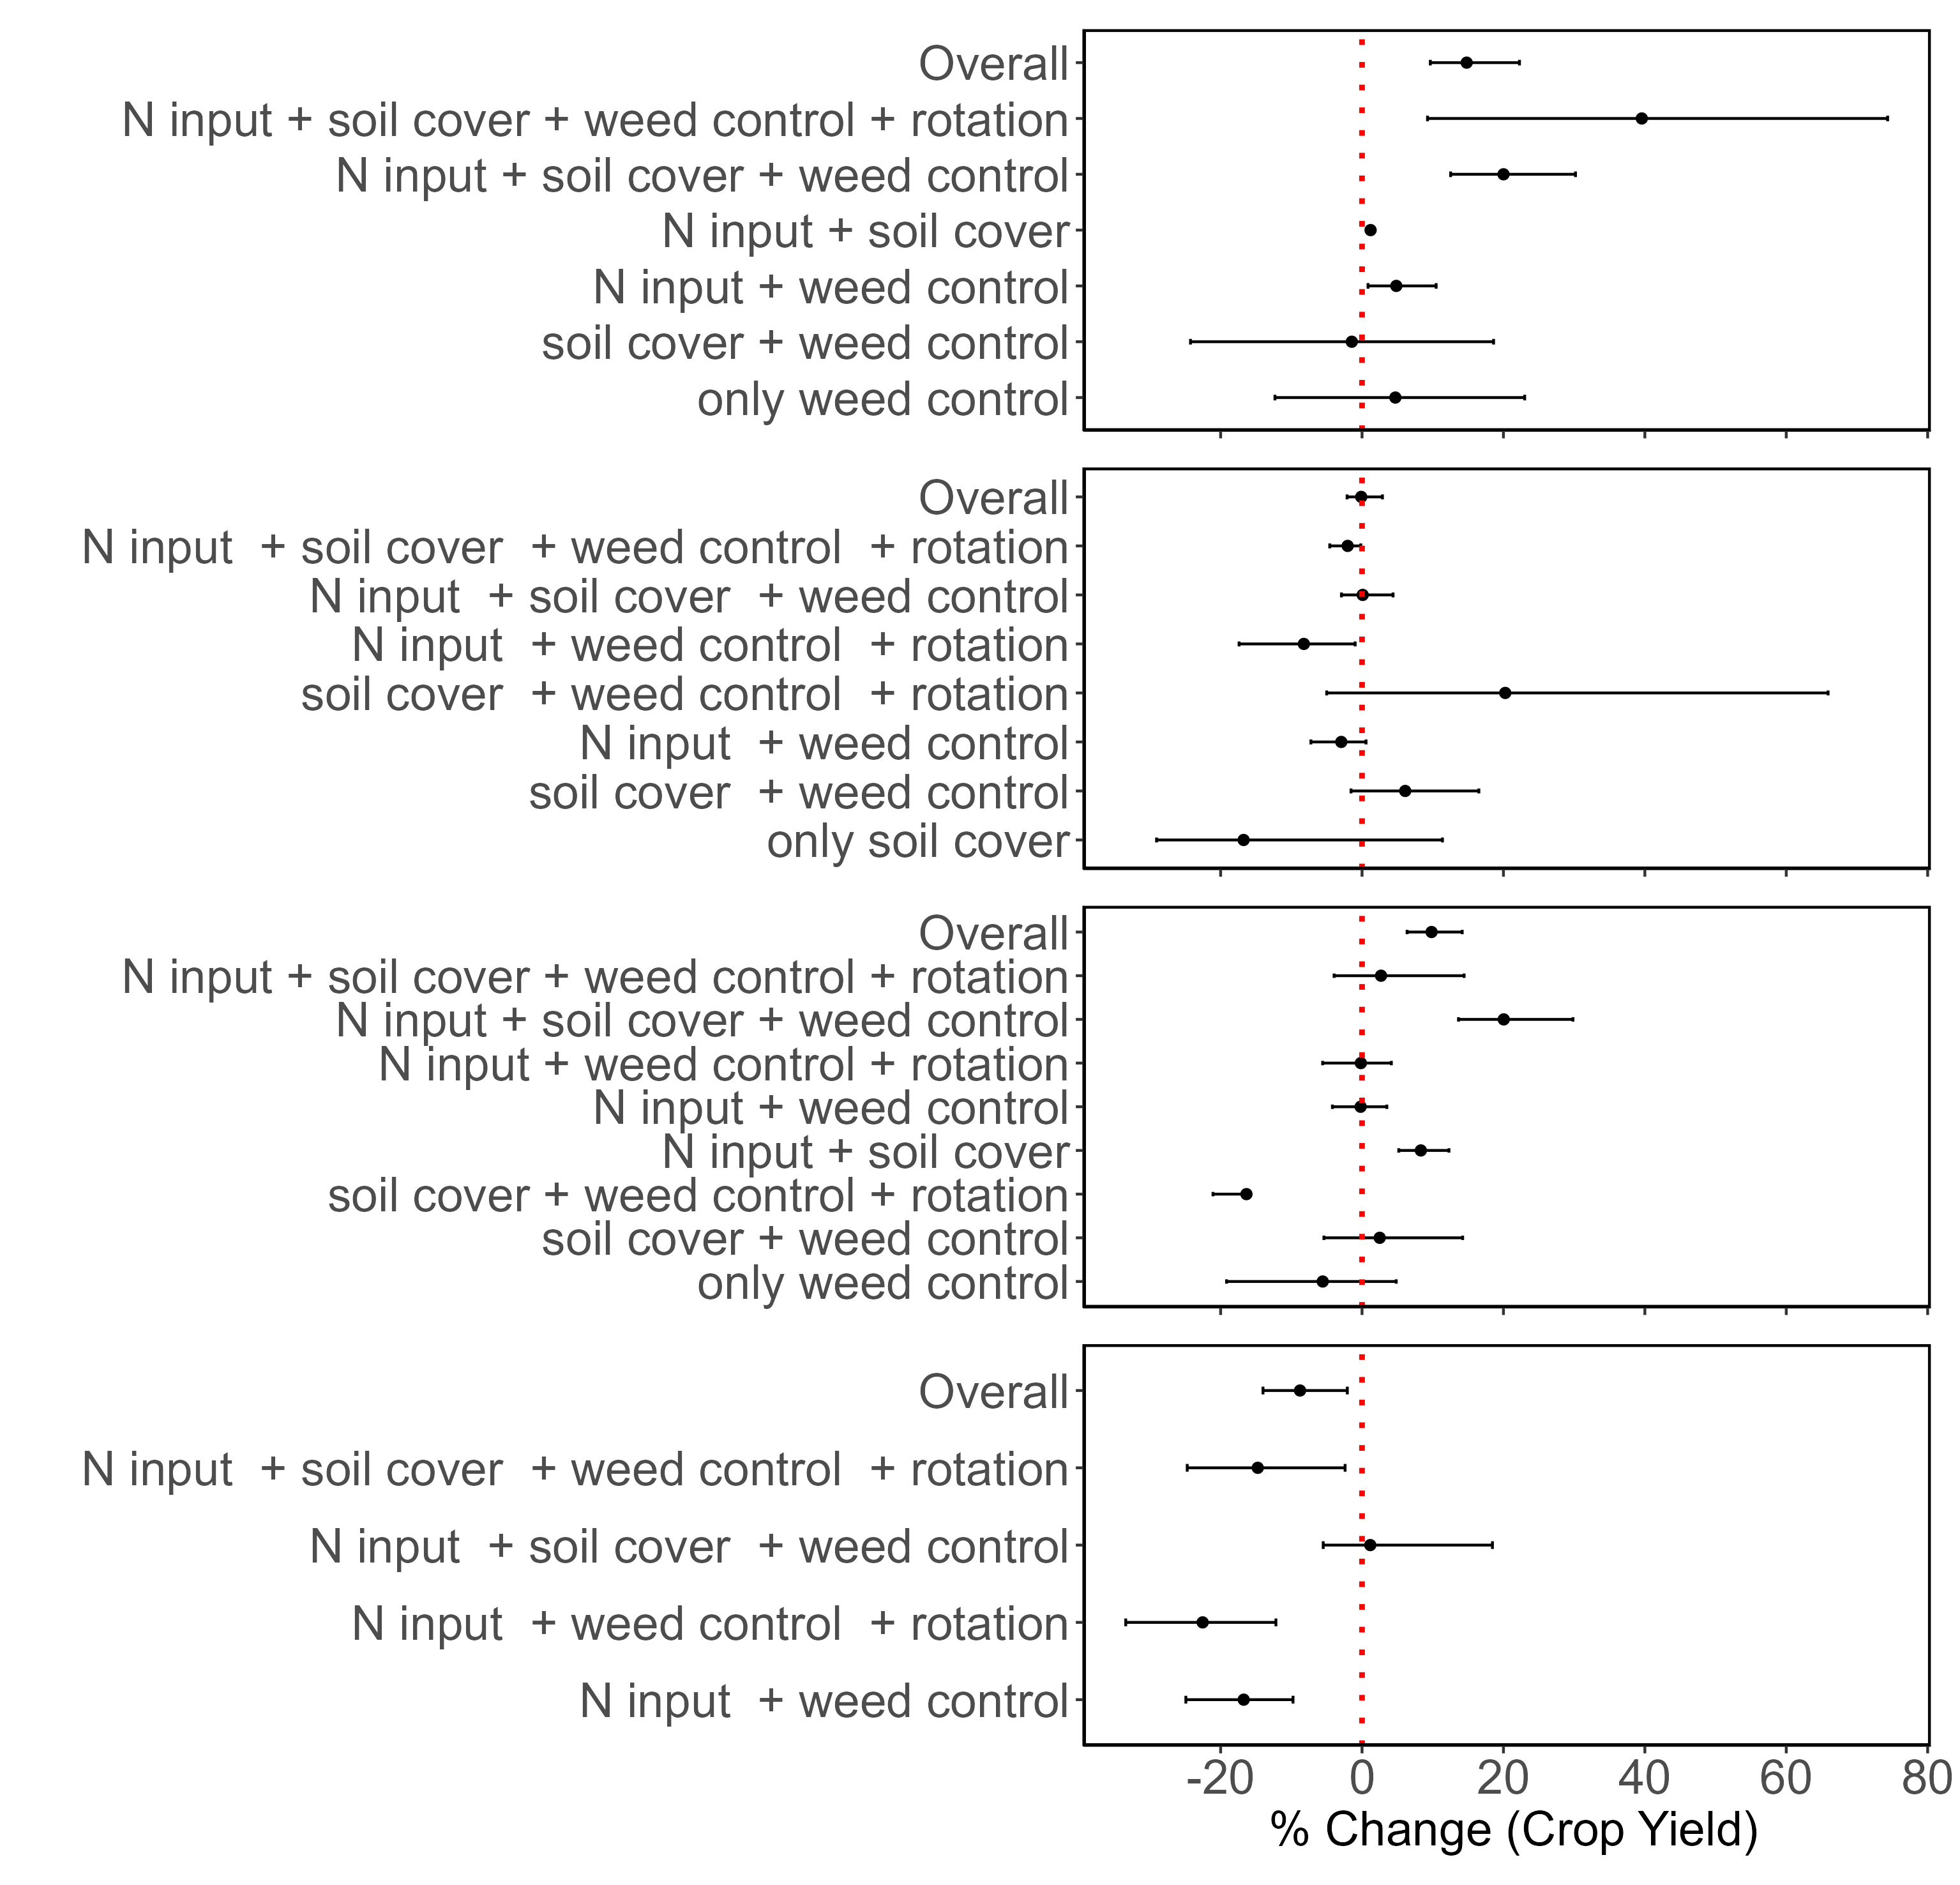 Overall
N input + soil cover + weed control + rotation
N input + soil cover + weed control
N input + soil cover
N input + weed control
soil cover + weed control
only weed control
Overall
N input  + soil cover  + weed control  + rotation
N input  + soil cover  + weed control
N input  + weed control  + rotation
soil cover  + weed control  + rotation
N input  + weed control
soil cover  + weed control
only soil cover
Overall
N input + soil cover + weed control + rotation
N input + soil cover + weed control
N input + weed control + rotation
N input + weed control
N input + soil cover
soil cover + weed control + rotation
soil cover + weed control
only weed control
Overall
N input  + soil cover  + weed control  + rotation
N input  + soil cover  + weed control
N input  + weed control  + rotation
N input  + weed control
-20 0 20 40 60 80
% Change (Crop Yield)